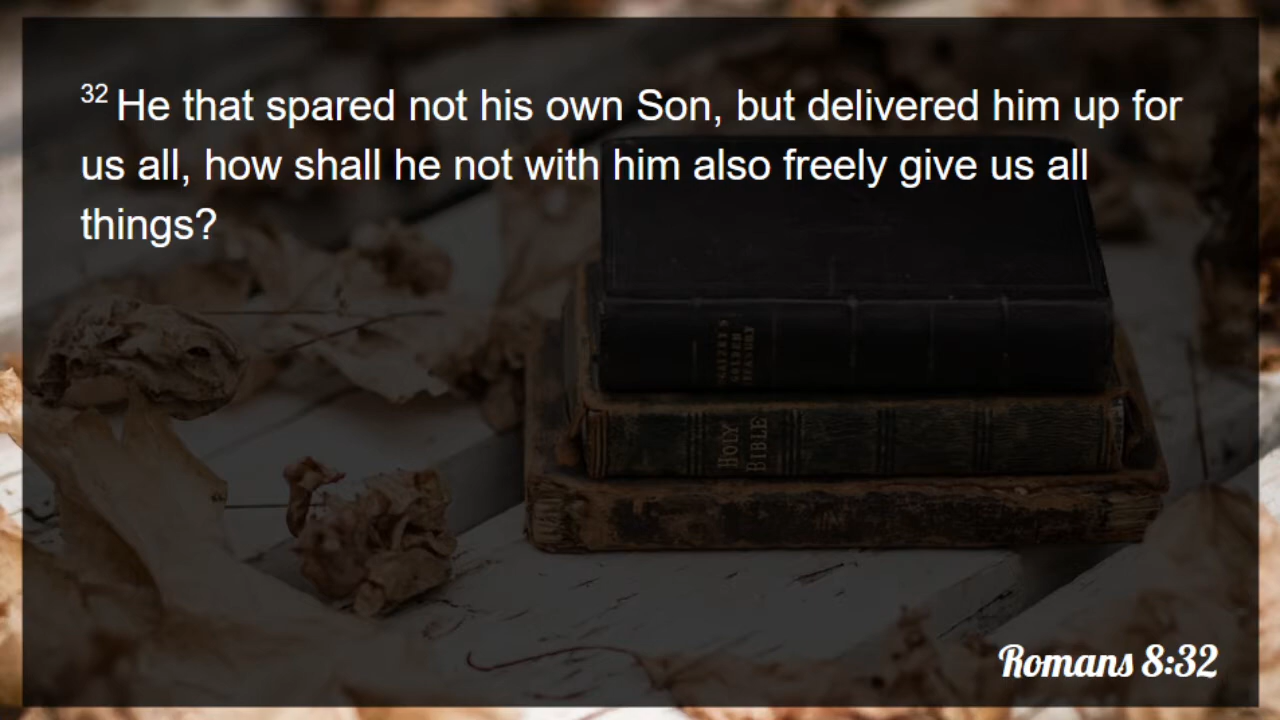 32 He that spared not his own Son, but delivered him up for
us all, how shall he not with him also freely give us all
things?
HOLY
BIBLE
Romans 8:32